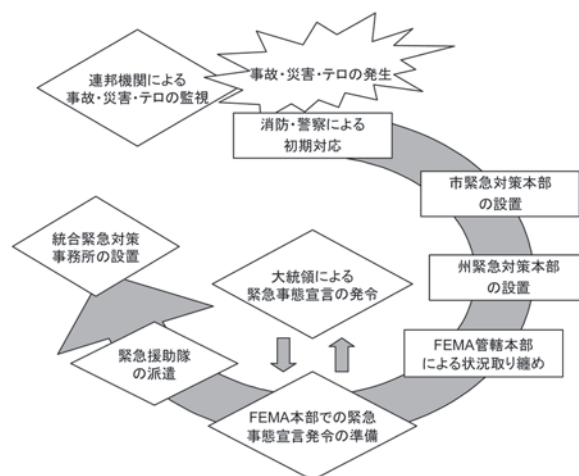 連邦機関による
事故・災害・テロの監視
事故・災害・テロの発生
消防・警察による
初期対応
市緊急対策本部
の設置
州緊急対策本部
の設置
FEMA管轄本部
による状況取り纏め
FEMA本部での緊急
事態宣言発令の準備
大統領による
緊急事態宣言の発令
緊急援助隊
の派遣
統合緊急対策
事務所の設置